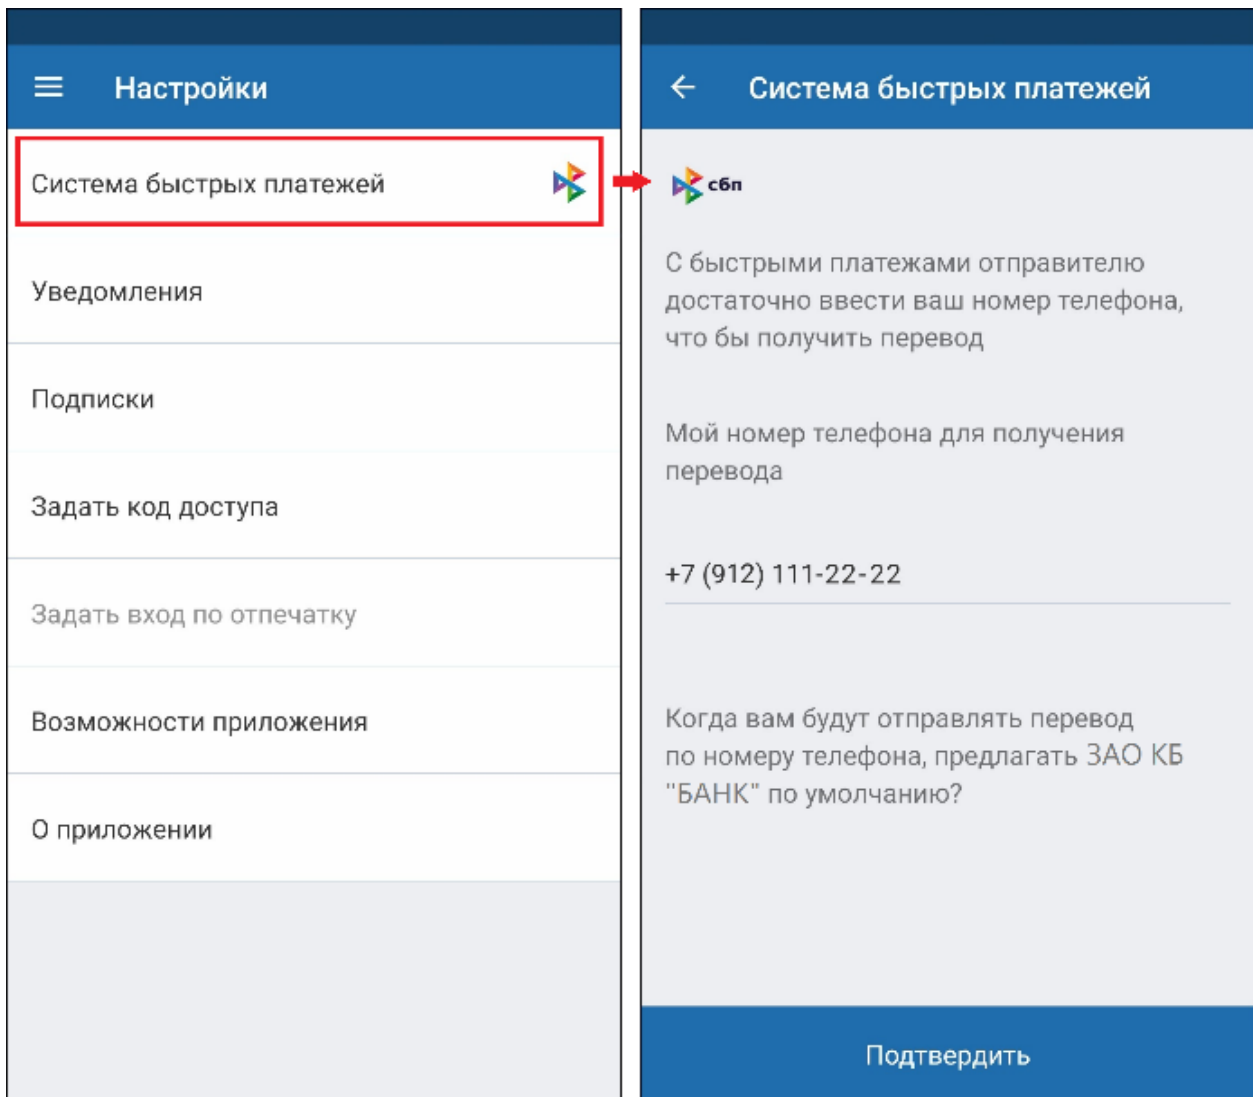 Настройки
Система быстрых платежей
Уведомления
Подписки
Задать код доступа
Задать вход по отпечатку
Возможности приложения
О приложении
Система быстрых платежей
сбп
С быстрыми платежами отправителю
достаточно ввести ваш номер телефона,
что бы получить перевод
Мой номер телефона для получения
перевода
+7 (912) 111-22-22
Когда вам будут отправлять перевод
по номеру телефона, предлагать ЗАО КБ
"БАНК" по умолчанию?
Подтвердить